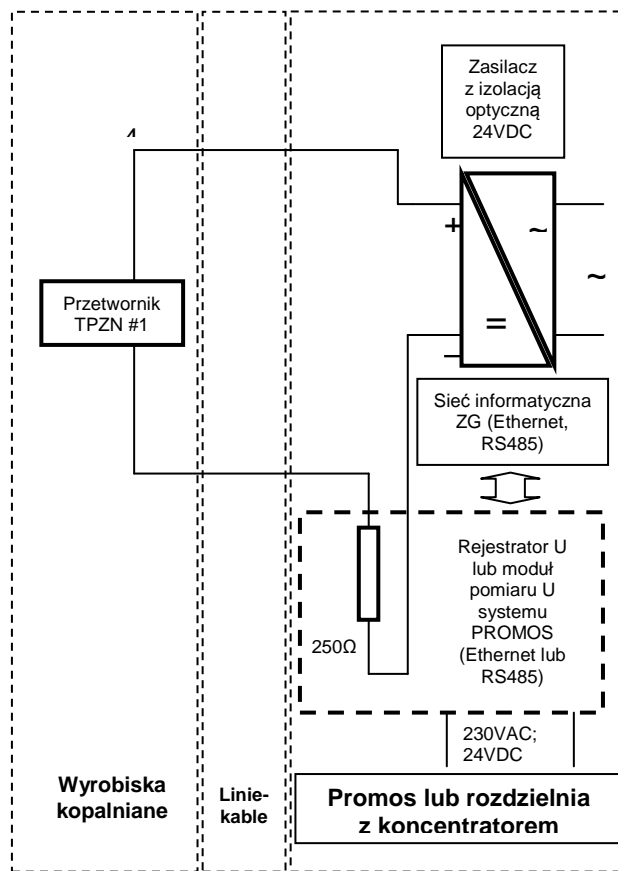 Zasilacz
z izolacją
optyczną
24VDC
+
~
~
=
–
Przetwornik
TPZN #1
Sieć informatyczna
ZG (Ethernet,
RS485)
Rejestrator U
lub moduł
pomiaru U
systemu
PROMOS
(Ethernet lub
RS485)
250Ω
230VAC;
24VDC
Wyrobiska
kopalniane
Linie-
kable
Promos lub rozdzielnia
z koncentratorem